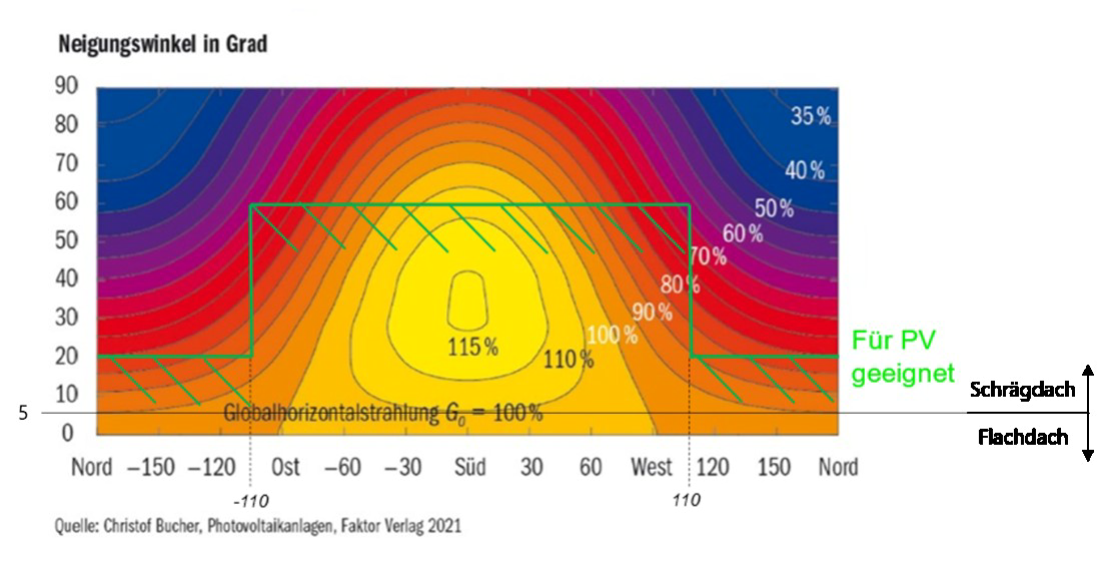 Neigungswinkel in Grad
90
80
70
60
50
40
30
20
10
5
0
35 %
40 %
50 %
60 %
70 %
80 %
90 %
100 %
110 %
115 %
Globalhorizontalstrahlung G₀ = 100 %
Für PV
geeignet
Schrägdach
Flachdach
Nord –150 –120 Ost –60 –30 Süd 30 60 West 120 150 Nord
-110 110
Quelle: Christof Bucher, Photovoltaikanlagen, Faktor Verlag 2021